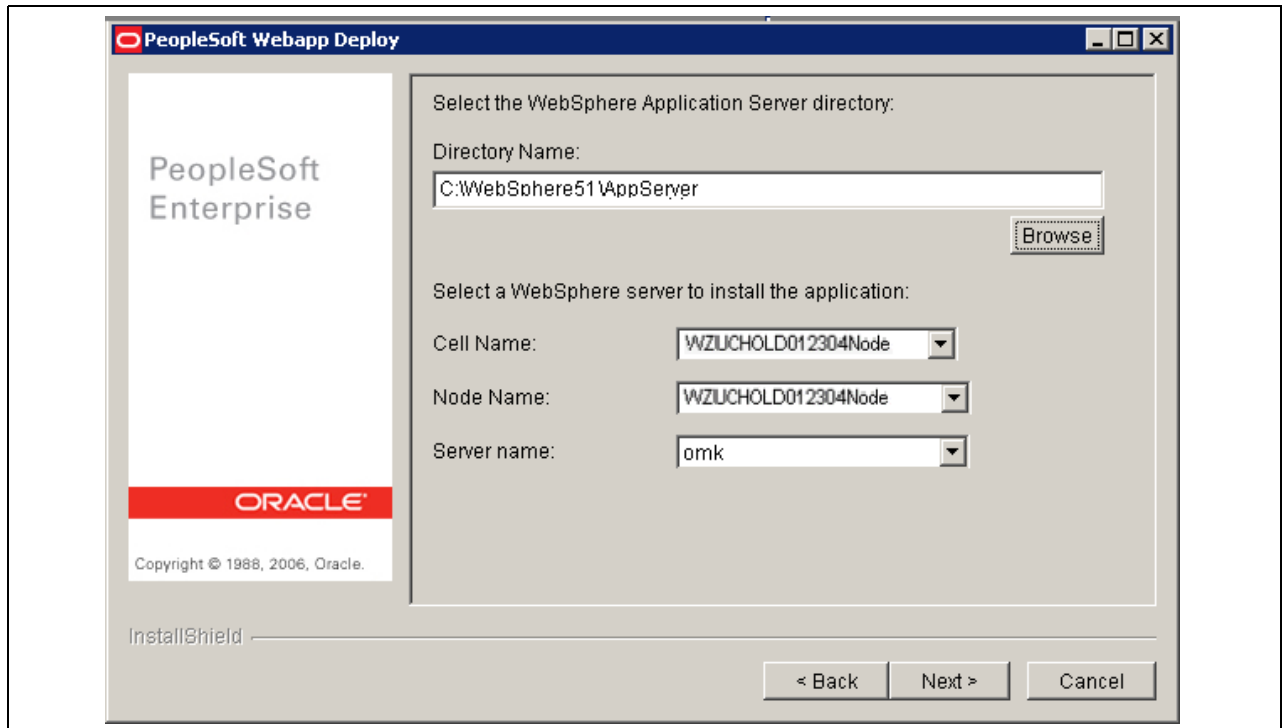 PeopleSoft Webapp Deploy
PeopleSoft
Enterprise
ORACLE
Copyright © 1988, 2006, Oracle.
Select the WebSphere Application Server directory:
Directory Name:
C:\WebSphere51\AppServer
Browse
Select a WebSphere server to install the application:
Cell Name: WZUCHOLD012304Node
Node Name: WZUCHOLD012304Node
Server name: omk
InstallShield
< Back Next > Cancel